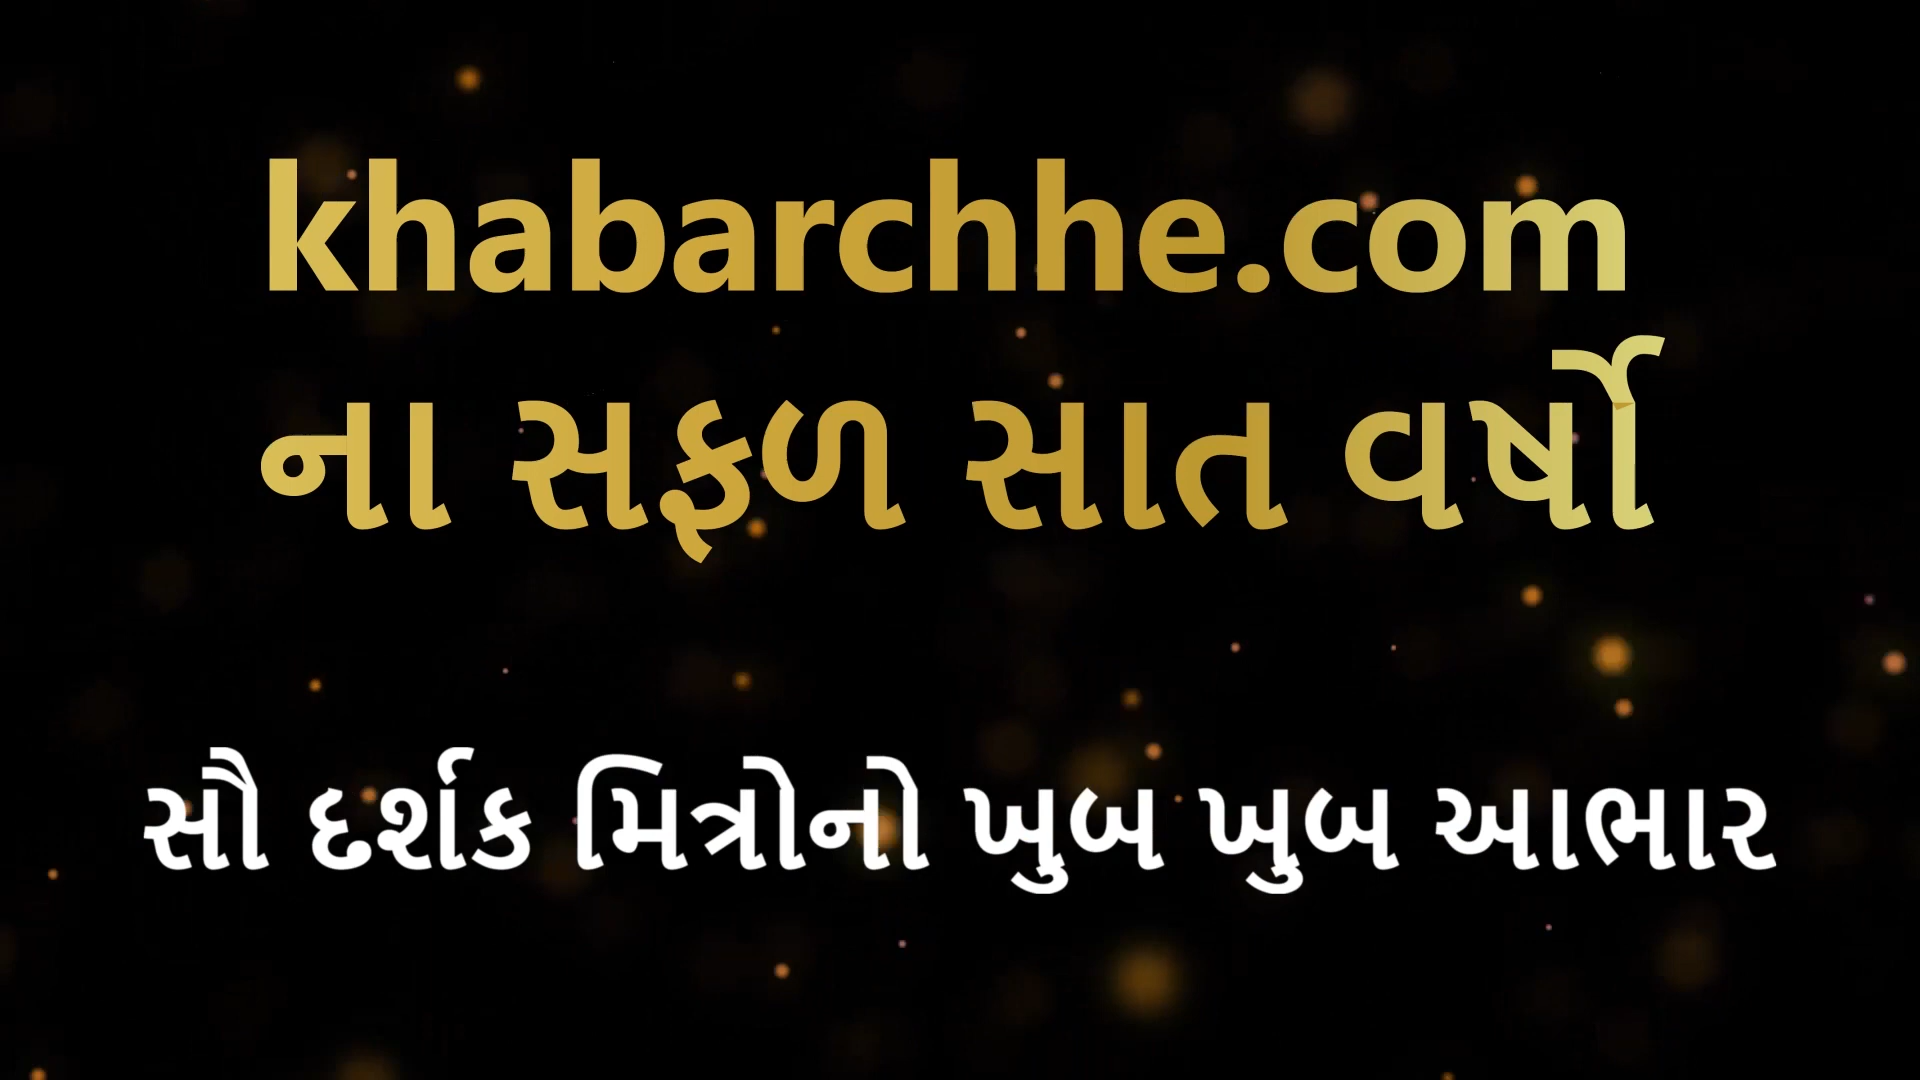 khabarchhe.com
ના સફળ સાત વર્ષો
સૌ દર્શક મિત્રોનો ખુબ ખુબ આભાર